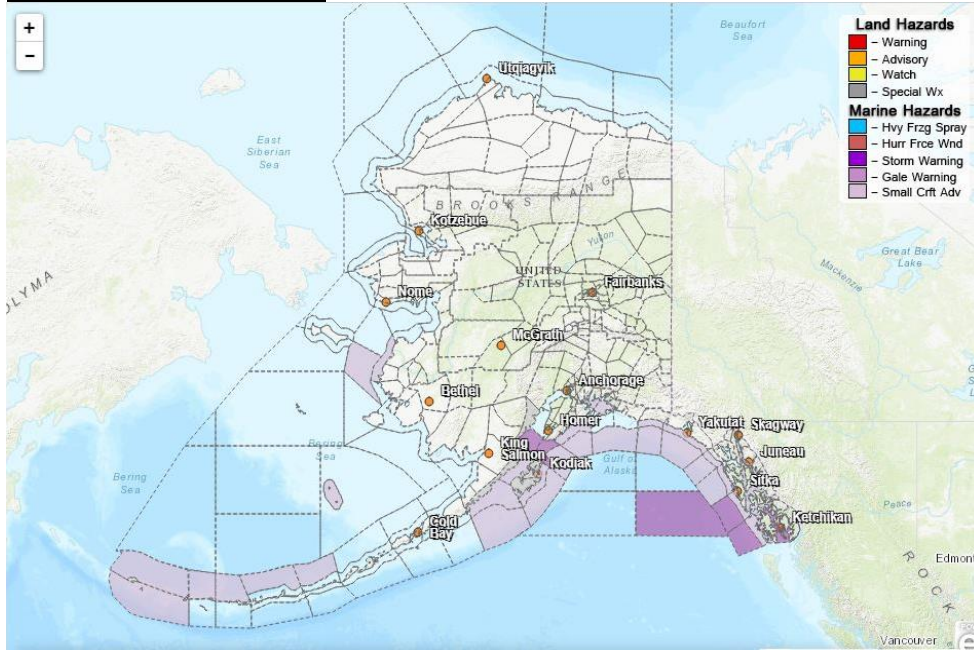 +
−
Land Hazards
– Warning
– Advisory
– Watch
– Special Wx
Marine Hazards
– Hvy Frzg Spray
– Hurr Frce Wnd
– Storm Warning
– Gale Warning
– Small Crft Adv
Beaufort
Sea
Utqiagvik
East
Siberian
Sea
BROOKS RANGE
Kotzebue
Great Bear
Lake
Yukon
Mackenzie
OLYMA
UNITED
STATES
Fairbanks
Nome
McGrath
Anchorage
Bethel
Homer
Yakutat
Skagway
King
Salmon
Juneau
Bering
Sea
Kodiak
Gulf of
Alaska
Bering
Sea
Sitka
Peace
Ketchikan
Cold
Bay
Edmont
ROCK
Vancouver